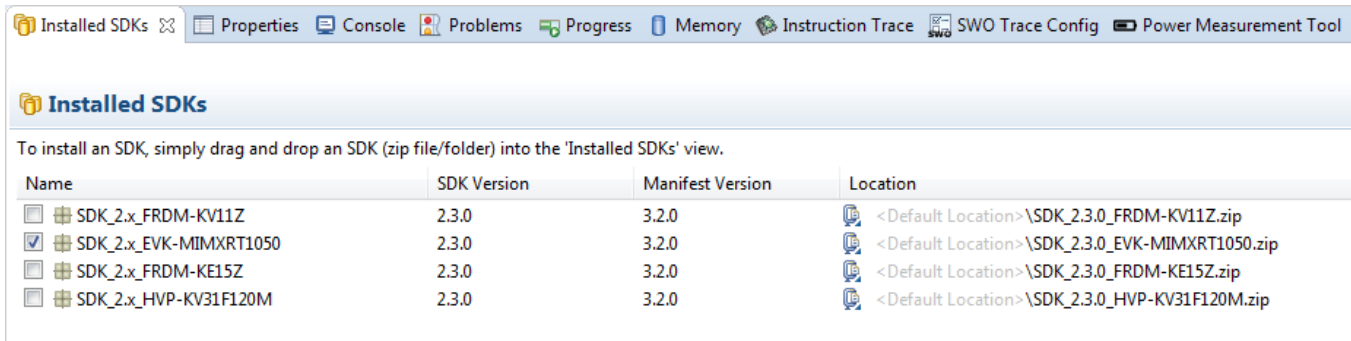 Installed SDKs Properties Console Problems Progress Memory Instruction Trace SWO SWO Trace Config Power Measurement Tool
Installed SDKs
To install an SDK, simply drag and drop an SDK (zip file/folder) into the 'Installed SDKs' view.
Name SDK Version Manifest Version Location
SDK_2.x_FRDM-KV11Z 2.3.0 3.2.0 <Default Location>\SDK_2.3.0_FRDM-KV11Z.zip
SDK_2.x_EVK-MIMXRT1050 2.3.0 3.2.0 <Default Location>\SDK_2.3.0_EVK-MIMXRT1050.zip
SDK_2.x_FRDM-KE15Z 2.3.0 3.2.0 <Default Location>\SDK_2.3.0_FRDM-KE15Z.zip
SDK_2.x_HVP-KV31F120M 2.3.0 3.2.0 <Default Location>\SDK_2.3.0_HVP-KV31F120M.zip